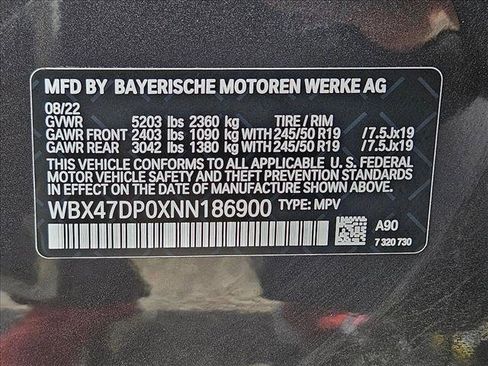 MFD BY BAYERISCHE MOTOREN WERKE AG
08/22
GVWR 5203 lbs 2360 kg TIRE / RIM
GAWR FRONT 2403 lbs 1090 kg WITH 245/50 R19 /7.5Jx19
GAWR REAR 3042 lbs 1380 kg WITH 245/50 R19 /7.5Jx19
THIS VEHICLE CONFORMS TO ALL APPLICABLE U. S. FEDERAL
MOTOR VEHICLE SAFETY AND THEFT PREVENTION STANDARDS
IN EFFECT ON THE DATE OF MANUFACTURE SHOWN ABOVE.
WBX47DP0XNN186900 TYPE: MPV
A90
7 320 730